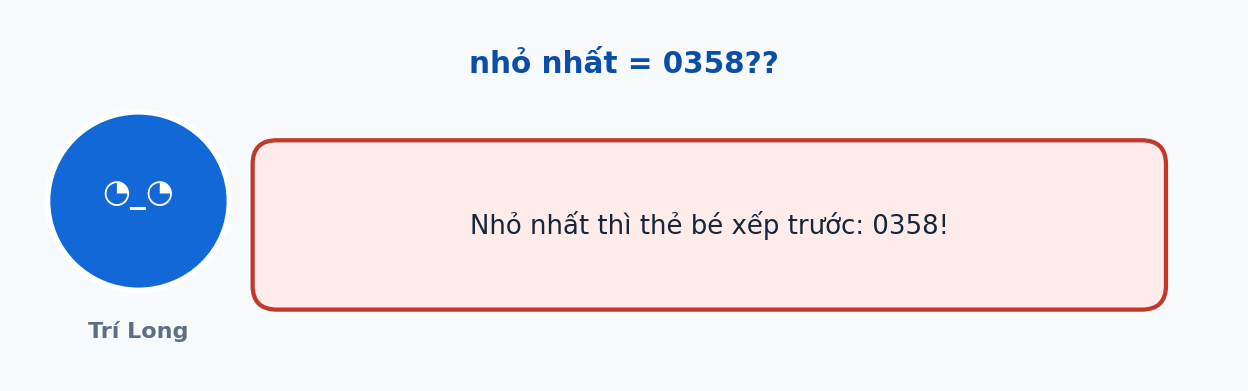 nhỏ nhất = 0358??
◔_◔
Nhỏ nhất thì thẻ bé xếp trước: 0358!
Trí Long